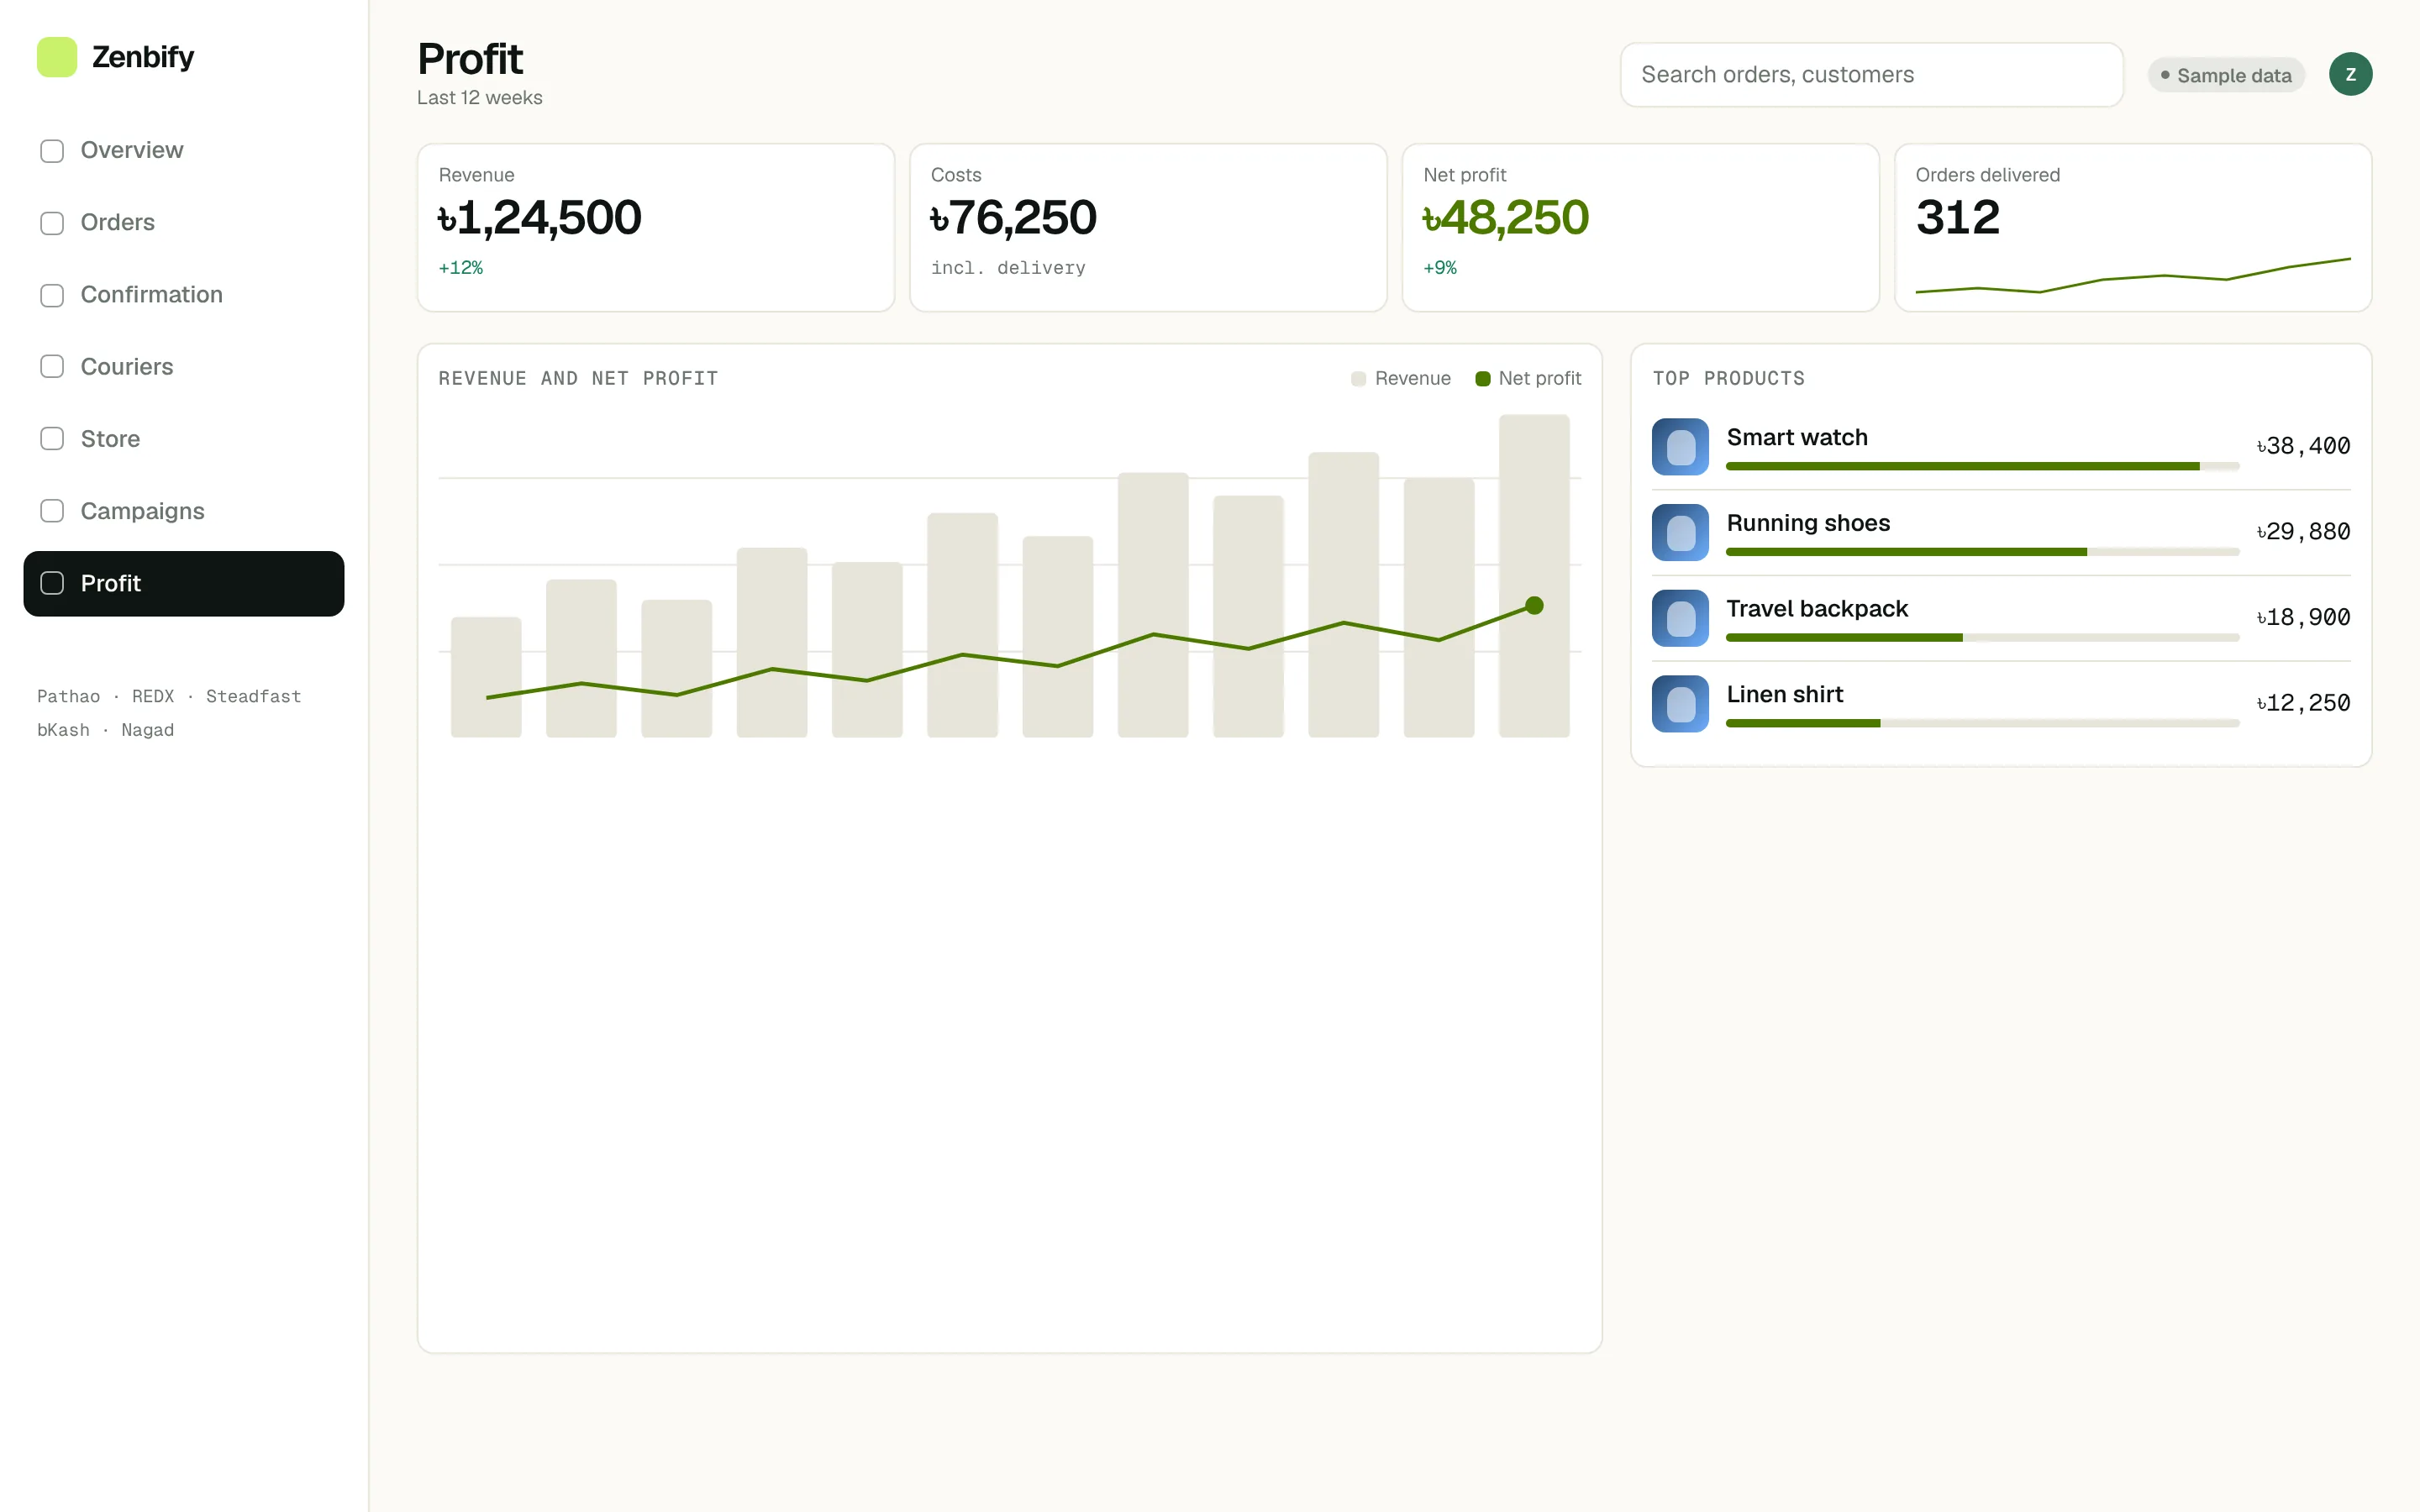 Zenbify
Overview
Orders
Confirmation
Couriers
Store
Campaigns
Profit
Pathao · REDX · Steadfast
bKash · Nagad
Profit
Last 12 weeks
Search orders, customers
Sample data
Z
Revenue
৳1,24,500
+12%
Costs
৳76,250
incl. delivery
Net profit
৳48,250
+9%
Orders delivered
312
REVENUE AND NET PROFIT
Revenue
Net profit
TOP PRODUCTS
Smart watch
৳38,400
Running shoes
৳29,880
Travel backpack
৳18,900
Linen shirt
৳12,250